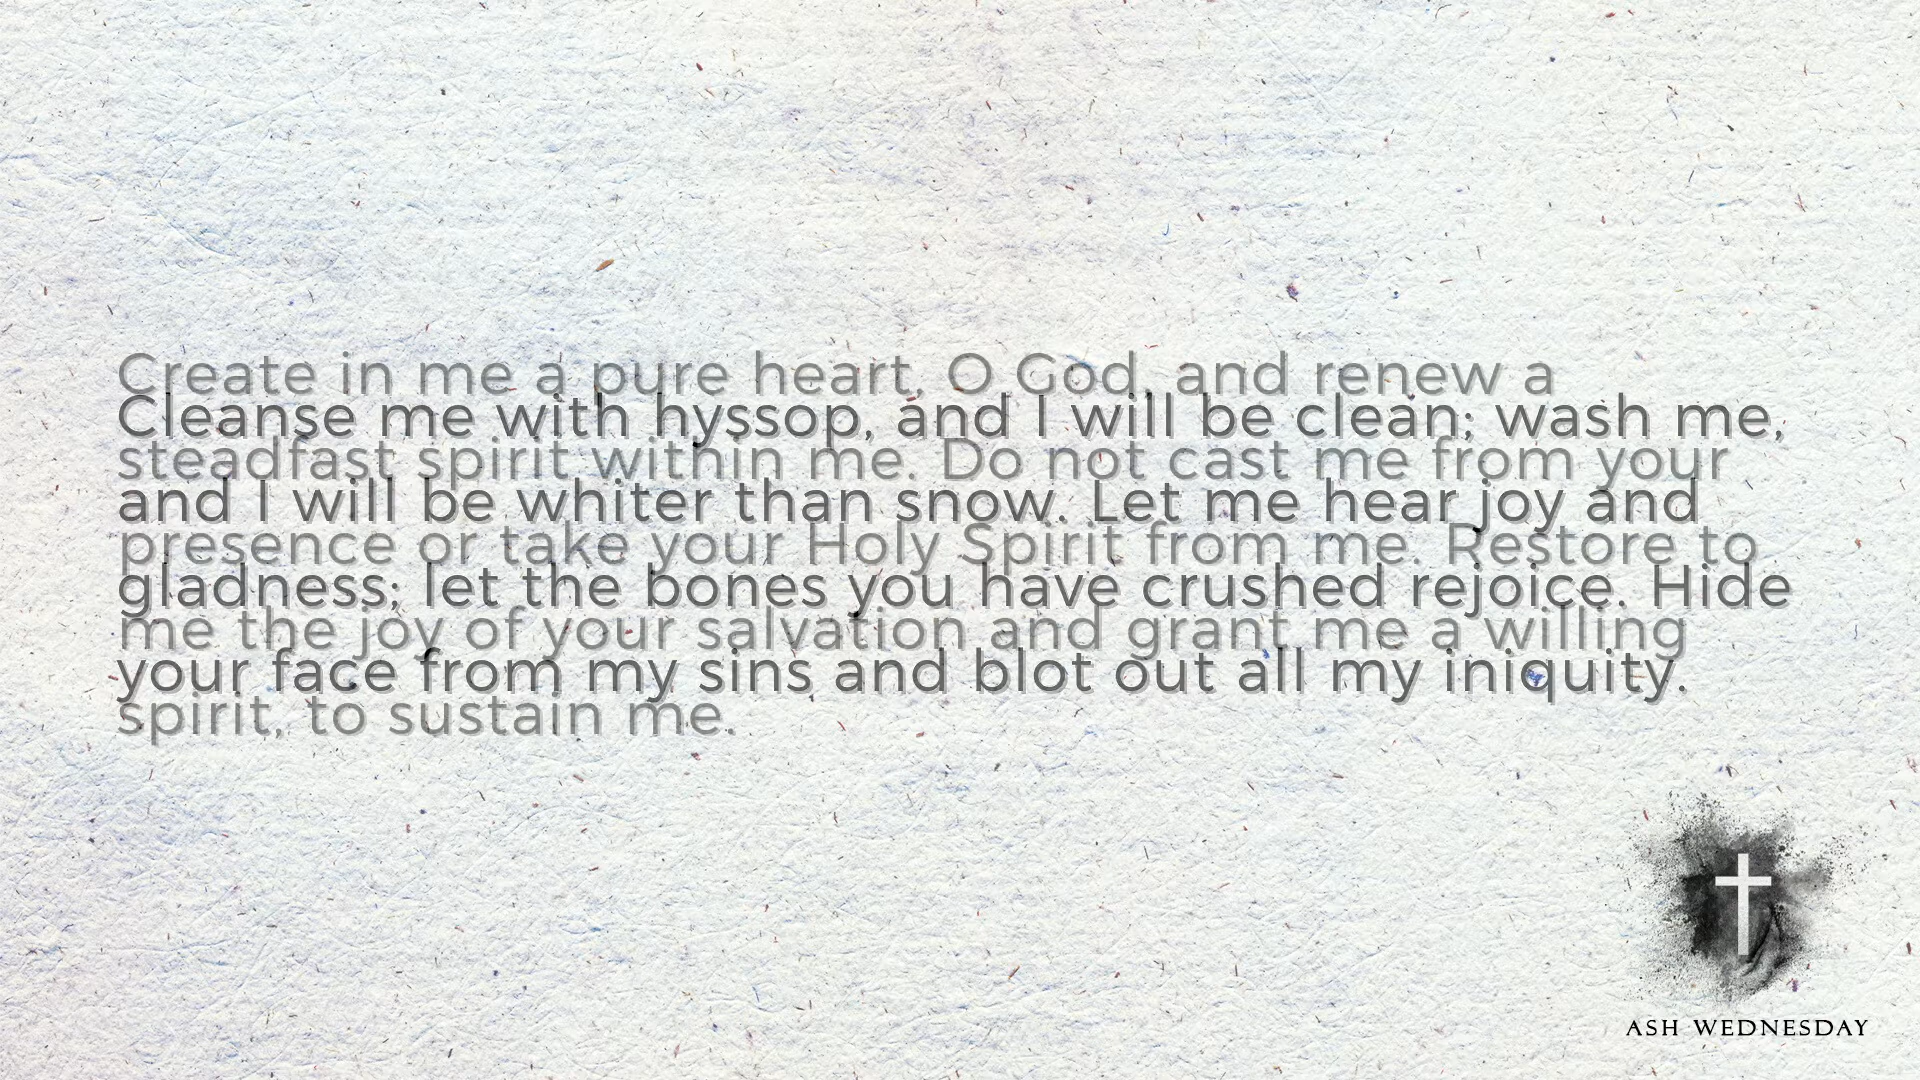 Create in me a pure heart, O God, and renew a
Cleanse me with hyssop, and I will be clean; wash me,
steadfast spirit within me. Do not cast me from your
and I will be whiter than snow. Let me hear joy and
presence or take your Holy Spirit from me. Restore to
gladness; let the bones you have crushed rejoice. Hide
me the joy of your salvation and grant me a willing
your face from my sins and blot out all my iniquity.
spirit, to sustain me.
ASH WEDNESDAY